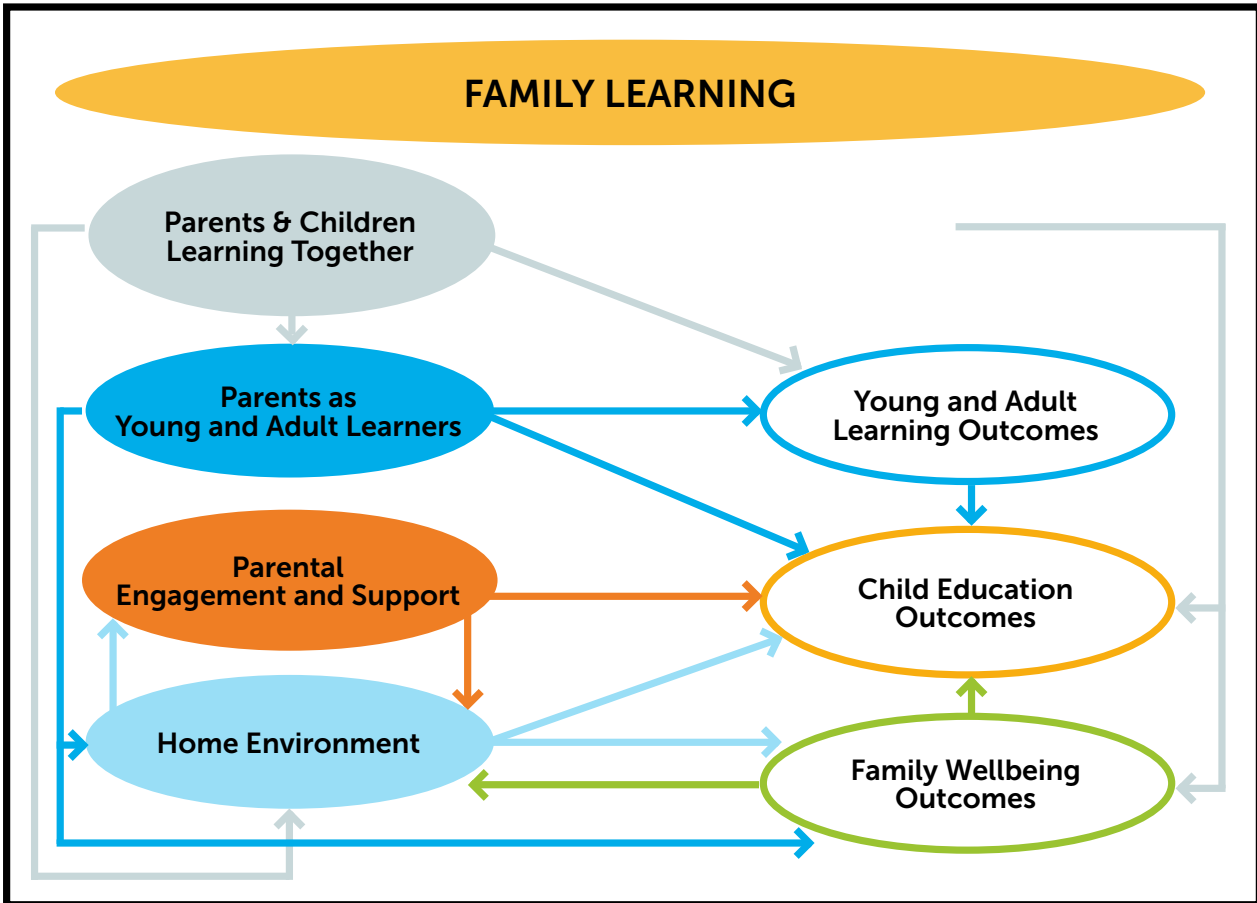 FAMILY LEARNING
Parents & Children
Learning Together
Parents as
Young and Adult Learners
Young and Adult
Learning Outcomes
Parental
Engagement and Support
Child Education
Outcomes
Home Environment
Family Wellbeing
Outcomes